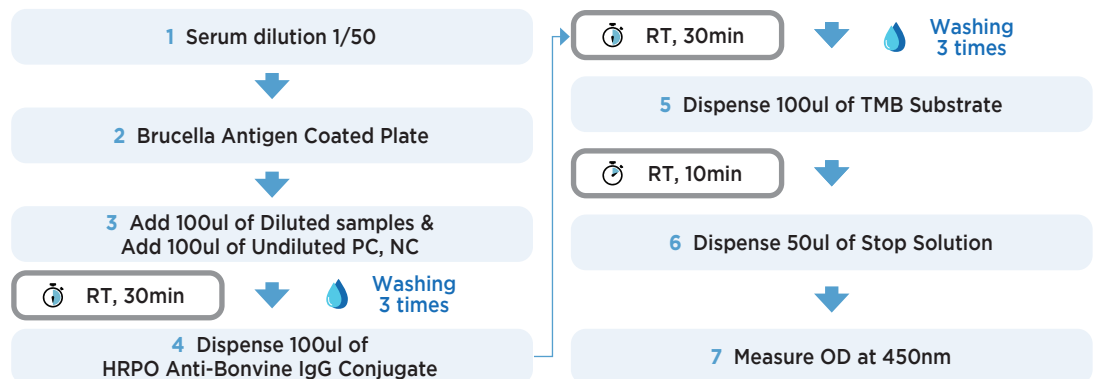 1 Serum dilution 1/50
2 Brucella Antigen Coated Plate
3 Add 100ul of Diluted samples &
Add 100ul of Undiluted PC, NC
RT, 30min
Washing
3 times
4 Dispense 100ul of
HRPO Anti-Bonvine IgG Conjugate
RT, 30min
Washing
3 times
5 Dispense 100ul of TMB Substrate
RT, 10min
6 Dispense 50ul of Stop Solution
7 Measure OD at 450nm